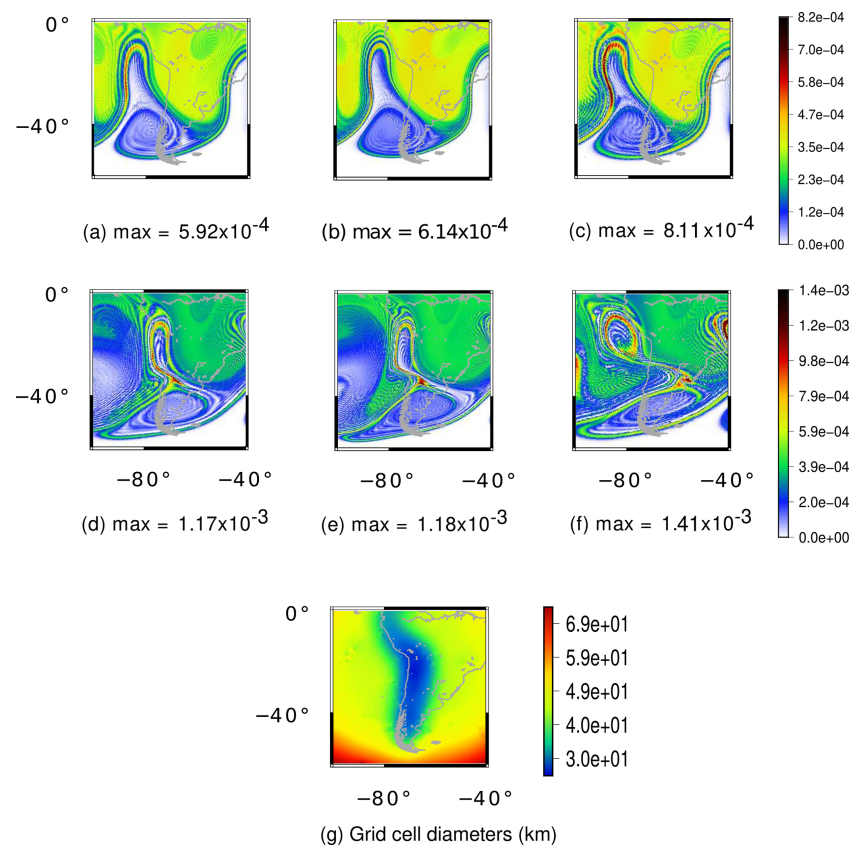 0°
−40°
8.2e−04
7.0e−04
5.8e−04
4.7e−04
3.5e−04
2.4e−04
1.2e−04
0.0e+00
(a) max = 5.92x10-4
(b) max = 6.14x10-4
(c) max = 8.11x10-4
0°
−40°
1.4e−03
1.2e−03
9.8e−04
7.9e−04
5.9e−04
3.9e−04
2.0e−04
0.0e+00
−80° −40°
−80° −40°
−80° −40°
(d) max = 1.17x10-3
(e) max = 1.18x10-3
(f) max = 1.41x10-3
0°
−40°
6.9e+01
5.9e+01
4.9e+01
4.0e+01
3.0e+01
−80° −40°
(g) Grid cell diameters (km)